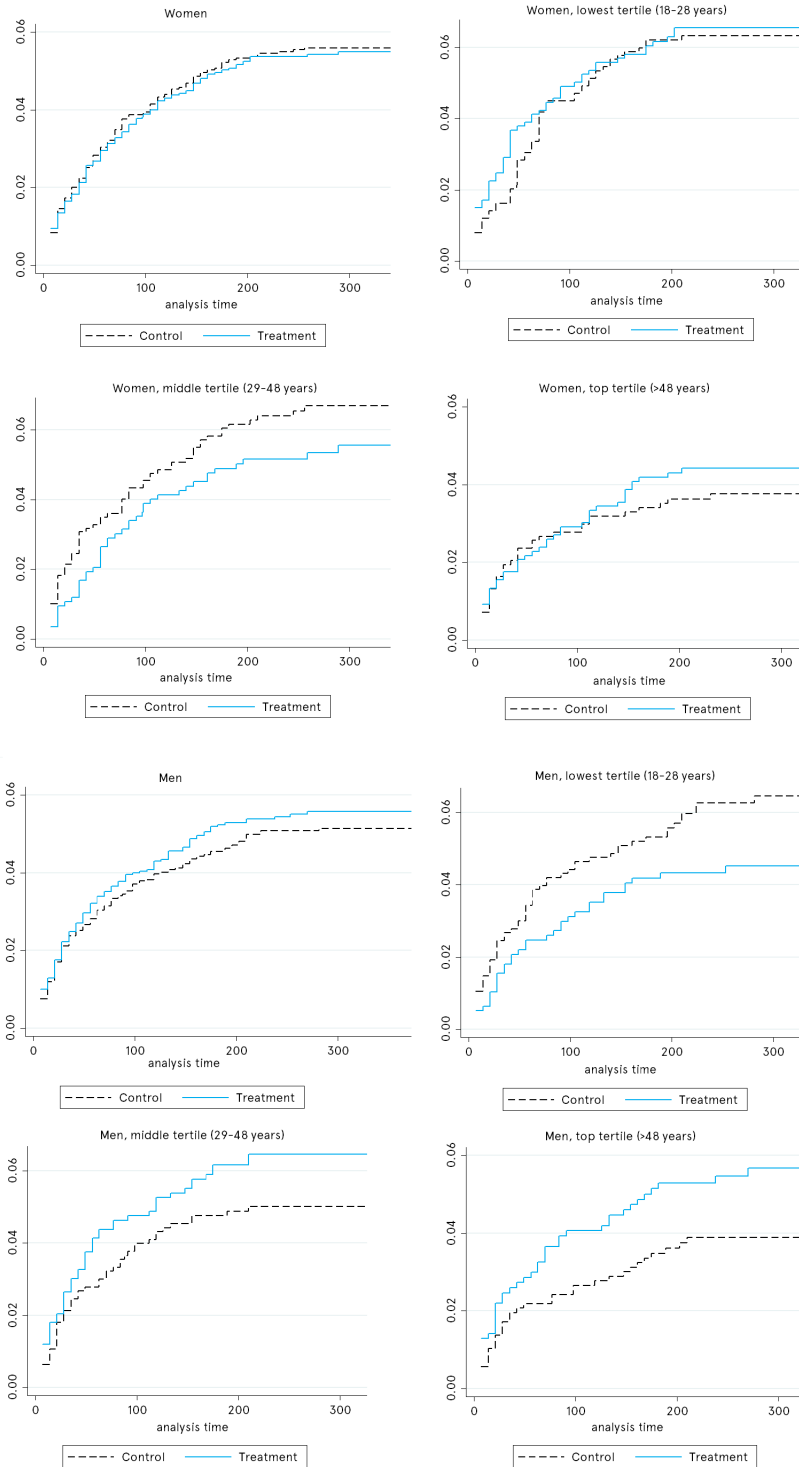 Women
0.06
0.04
0.02
0.00
0 100 200 300
analysis time
Control Treatment
Women, lowest tertile (18-28 years)
0.06
0.04
0.02
0.00
0 100 200 300
analysis time
Control Treatment
Women, middle tertile (29-48 years)
0.06
0.04
0.02
0.00
0 100 200 300
analysis time
Control Treatment
Women, top tertile (>48 years)
0.06
0.04
0.02
0.00
0 100 200 300
analysis time
Control Treatment
Men
0.06
0.04
0.02
0.00
0 100 200 300
analysis time
Control Treatment
Men, lowest tertile (18-28 years)
0.06
0.04
0.02
0.00
0 100 200 300
analysis time
Control Treatment
Men, middle tertile (29-48 years)
0.06
0.04
0.02
0.00
0 100 200 300
analysis time
Control Treatment
Men, top tertile (>48 years)
0.06
0.04
0.02
0.00
0 100 200 300
analysis time
Control Treatment